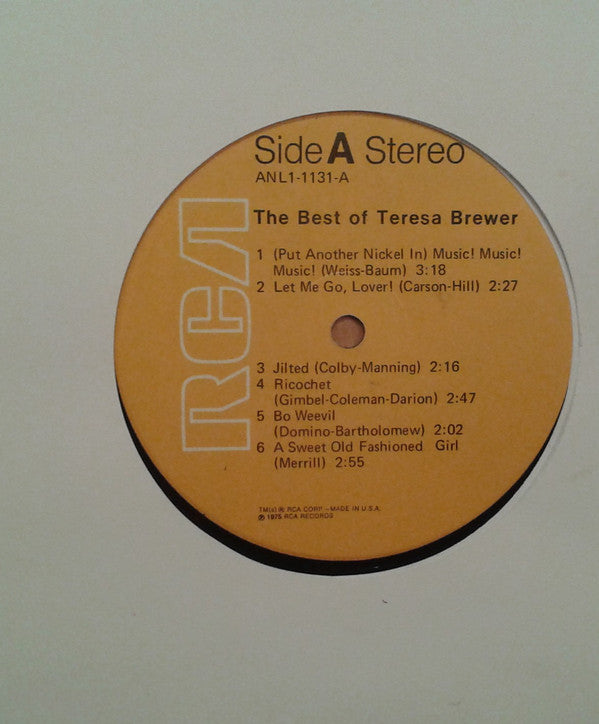 Side A Stereo
ANL1-1131-A
RCA
The Best of Teresa Brewer
1 (Put Another Nickel In) Music! Music!
Music! (Weiss-Baum) 3:18
2 Let Me Go, Lover! (Carson-Hill) 2:27
3 Jilted (Colby-Manning) 2:16
4 Ricochet
(Gimbel-Coleman-Darion) 2:47
5 Bo Weevil
(Domino-Bartholomew) 2:02
6 A Sweet Old Fashioned Girl
(Merrill) 2:55
TM(s) ® RCA CORP.–MADE IN U.S.A.
℗ 1975 RCA RECORDS